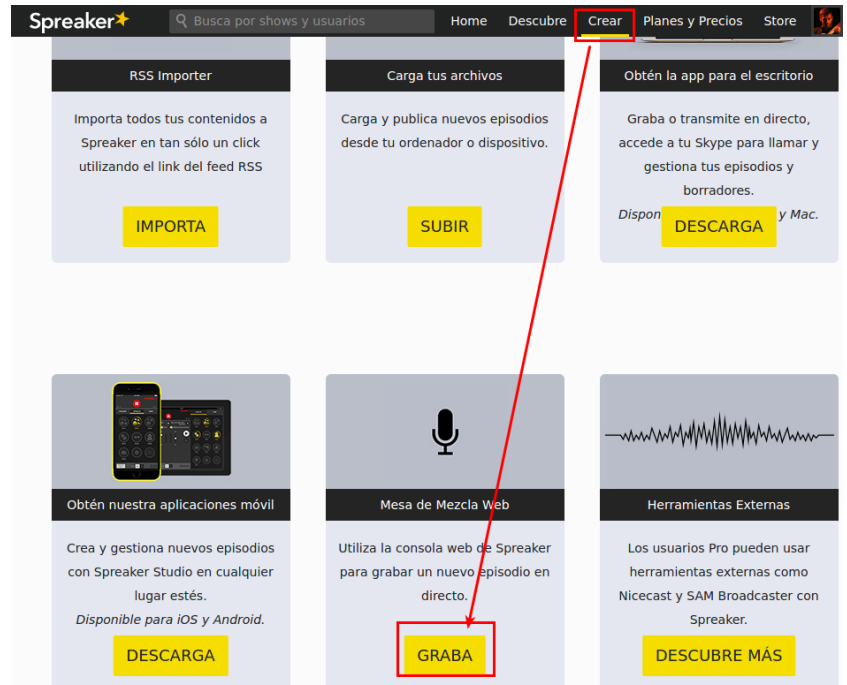 Spreaker
Busca por shows y usuarios
Home
Descubre
Crear
Planes y Precios
Store
RSS Importer
Importa todos tus contenidos a
Spreaker en tan sólo un click
utilizando el link del feed RSS
IMPORTA
Carga tus archivos
Carga y publica nuevos episodios
desde tu ordenador o dispositivo.
SUBIR
Obtén la app para el escritorio
Graba o transmite en directo,
accede a tu Skype para llamar y
gestiona tus episodios y
borradores.
y Mac.
DESCARGA
Obtén nuestra aplicaciones móvil
Crea y gestiona nuevos episodios
con Spreaker Studio en cualquier
lugar estés.
Disponible para iOS y Android.
DESCARGA
Mesa de Mezcla Web
Utiliza la consola web de Spreaker
para grabar un nuevo episodio en
directo.
GRABA
Herramientas Externas
Los usuarios Pro pueden usar
herramientas externas como
Nicecast y SAM Broadcaster con
Spreaker.
DESCUBRE MÁS